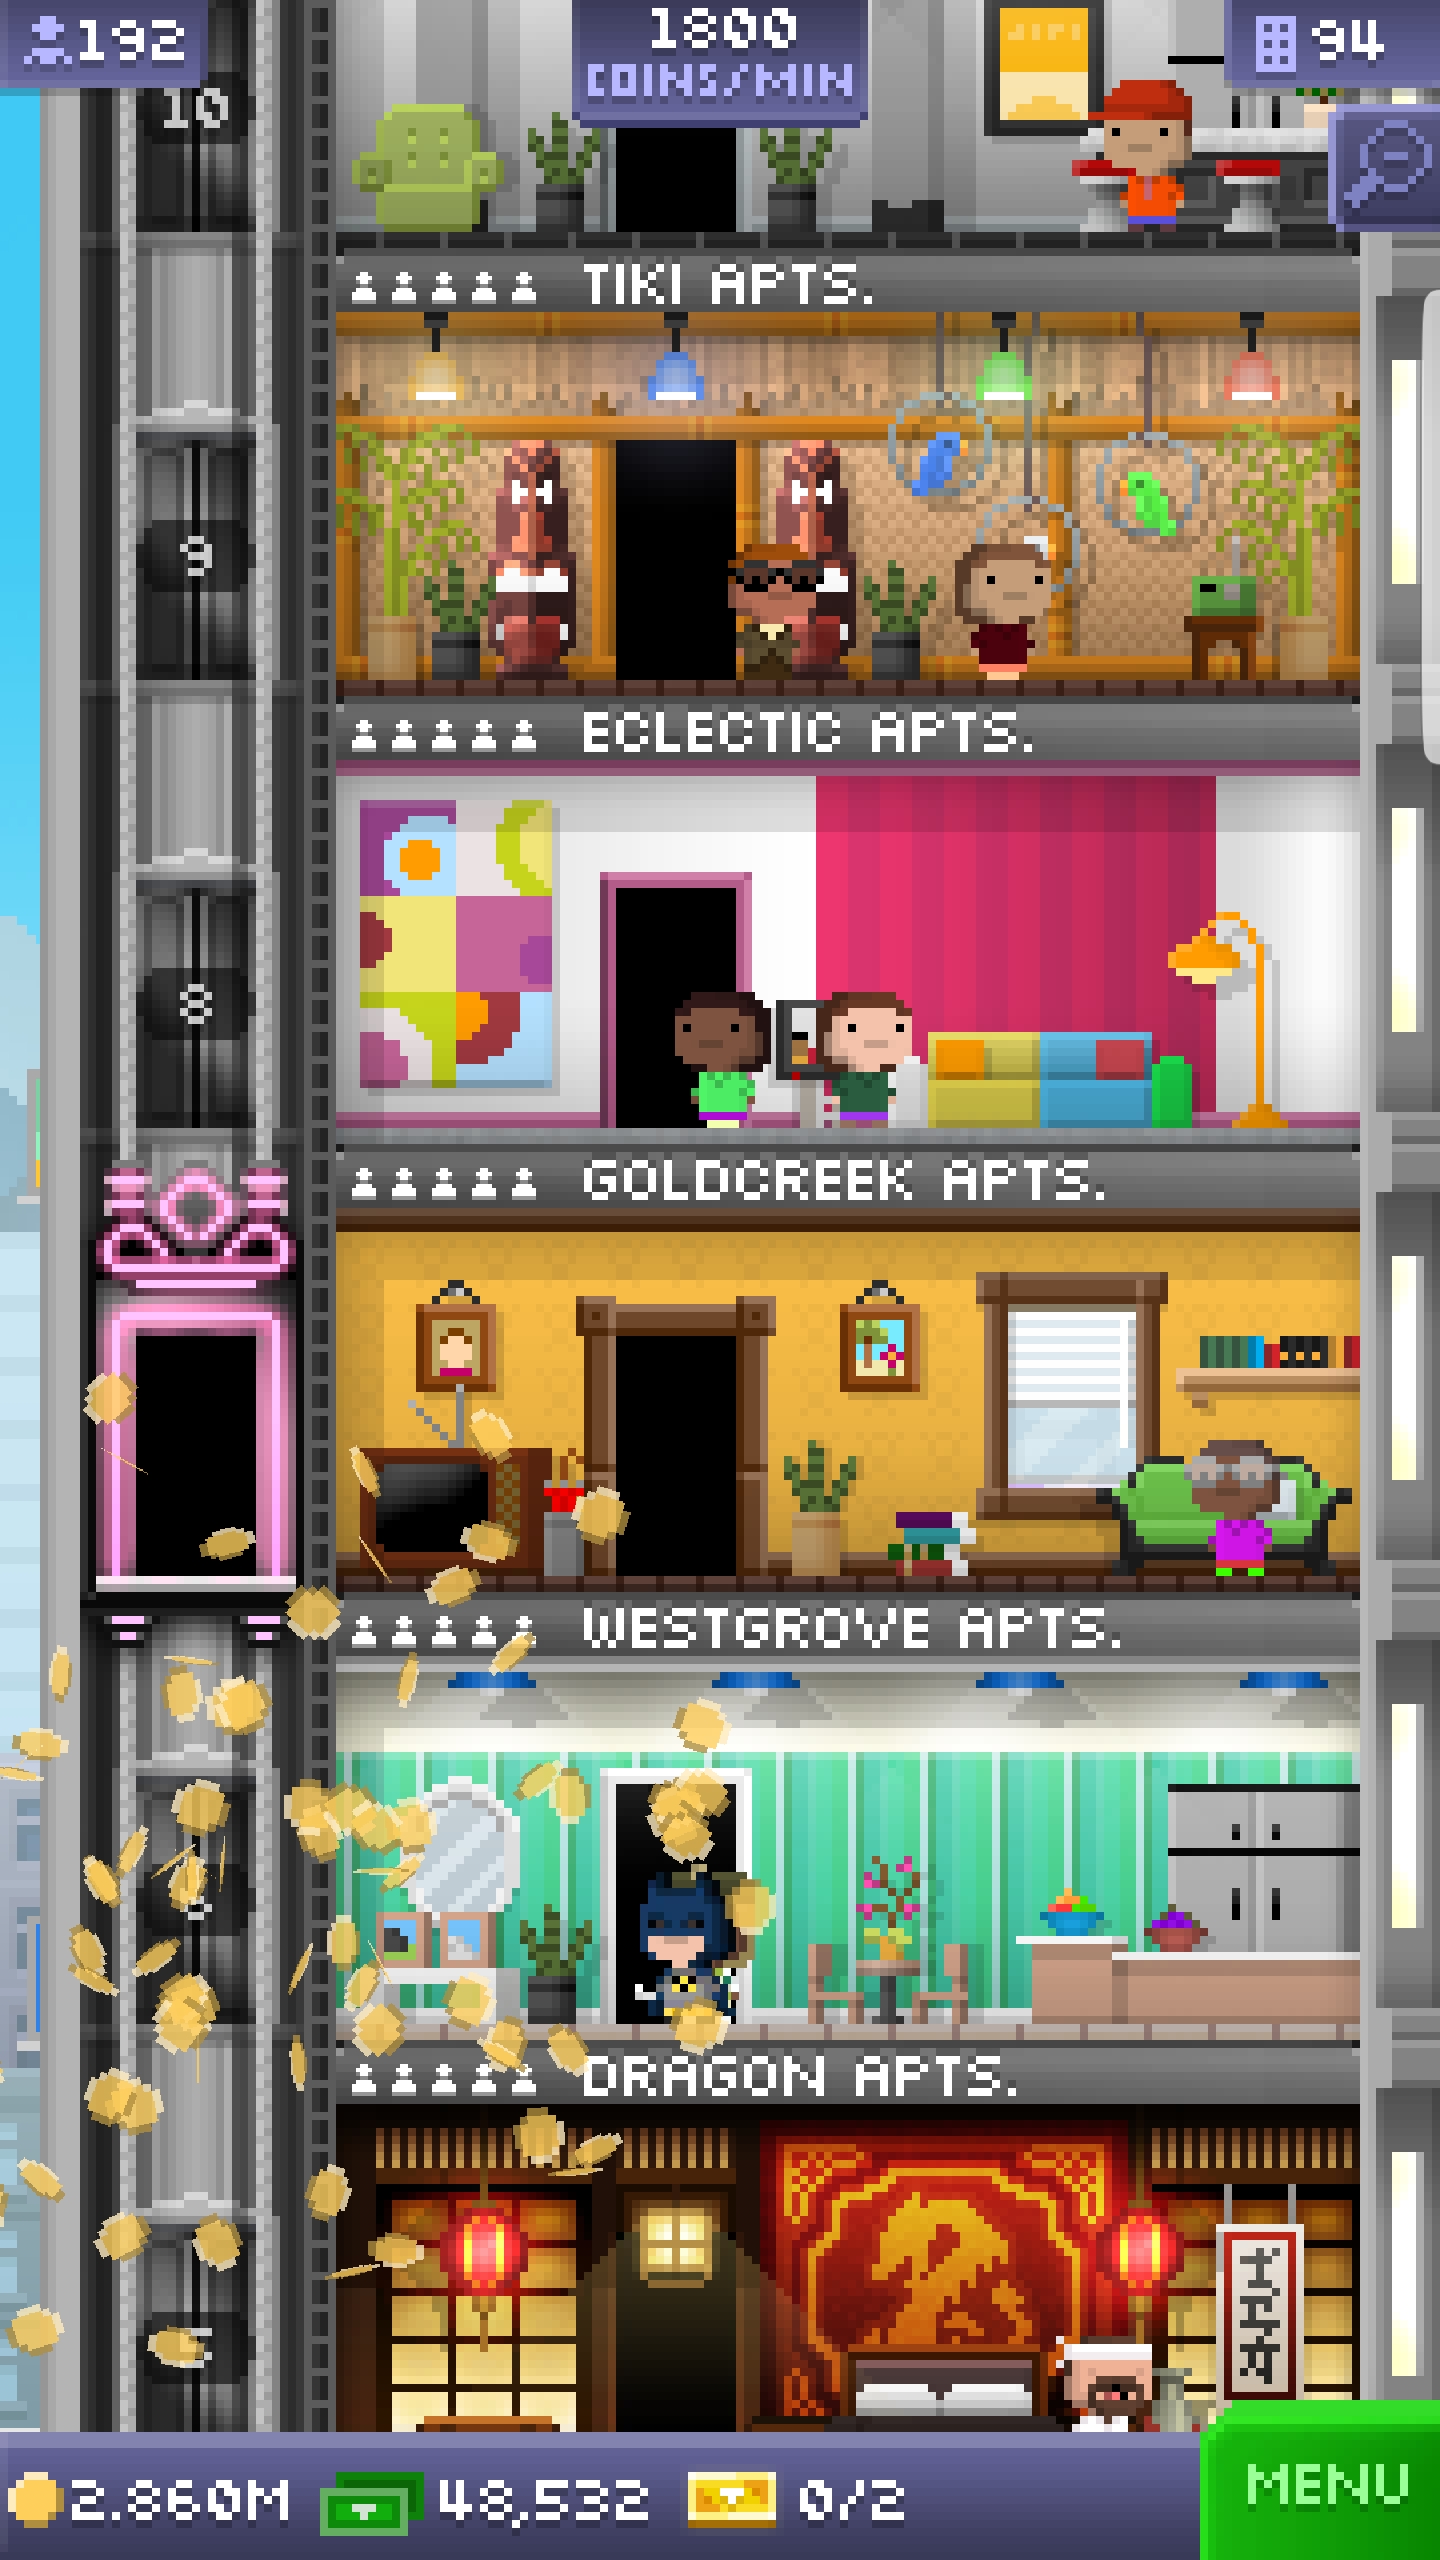 192
1800
COINS/MIN
94
10
TIKI APTS.
9
ECLECTIC APTS.
8
GOLDCREEK APTS.
WESTGROVE APTS.
DRAGON APTS.
2.860M
48,532
0/2
MENU